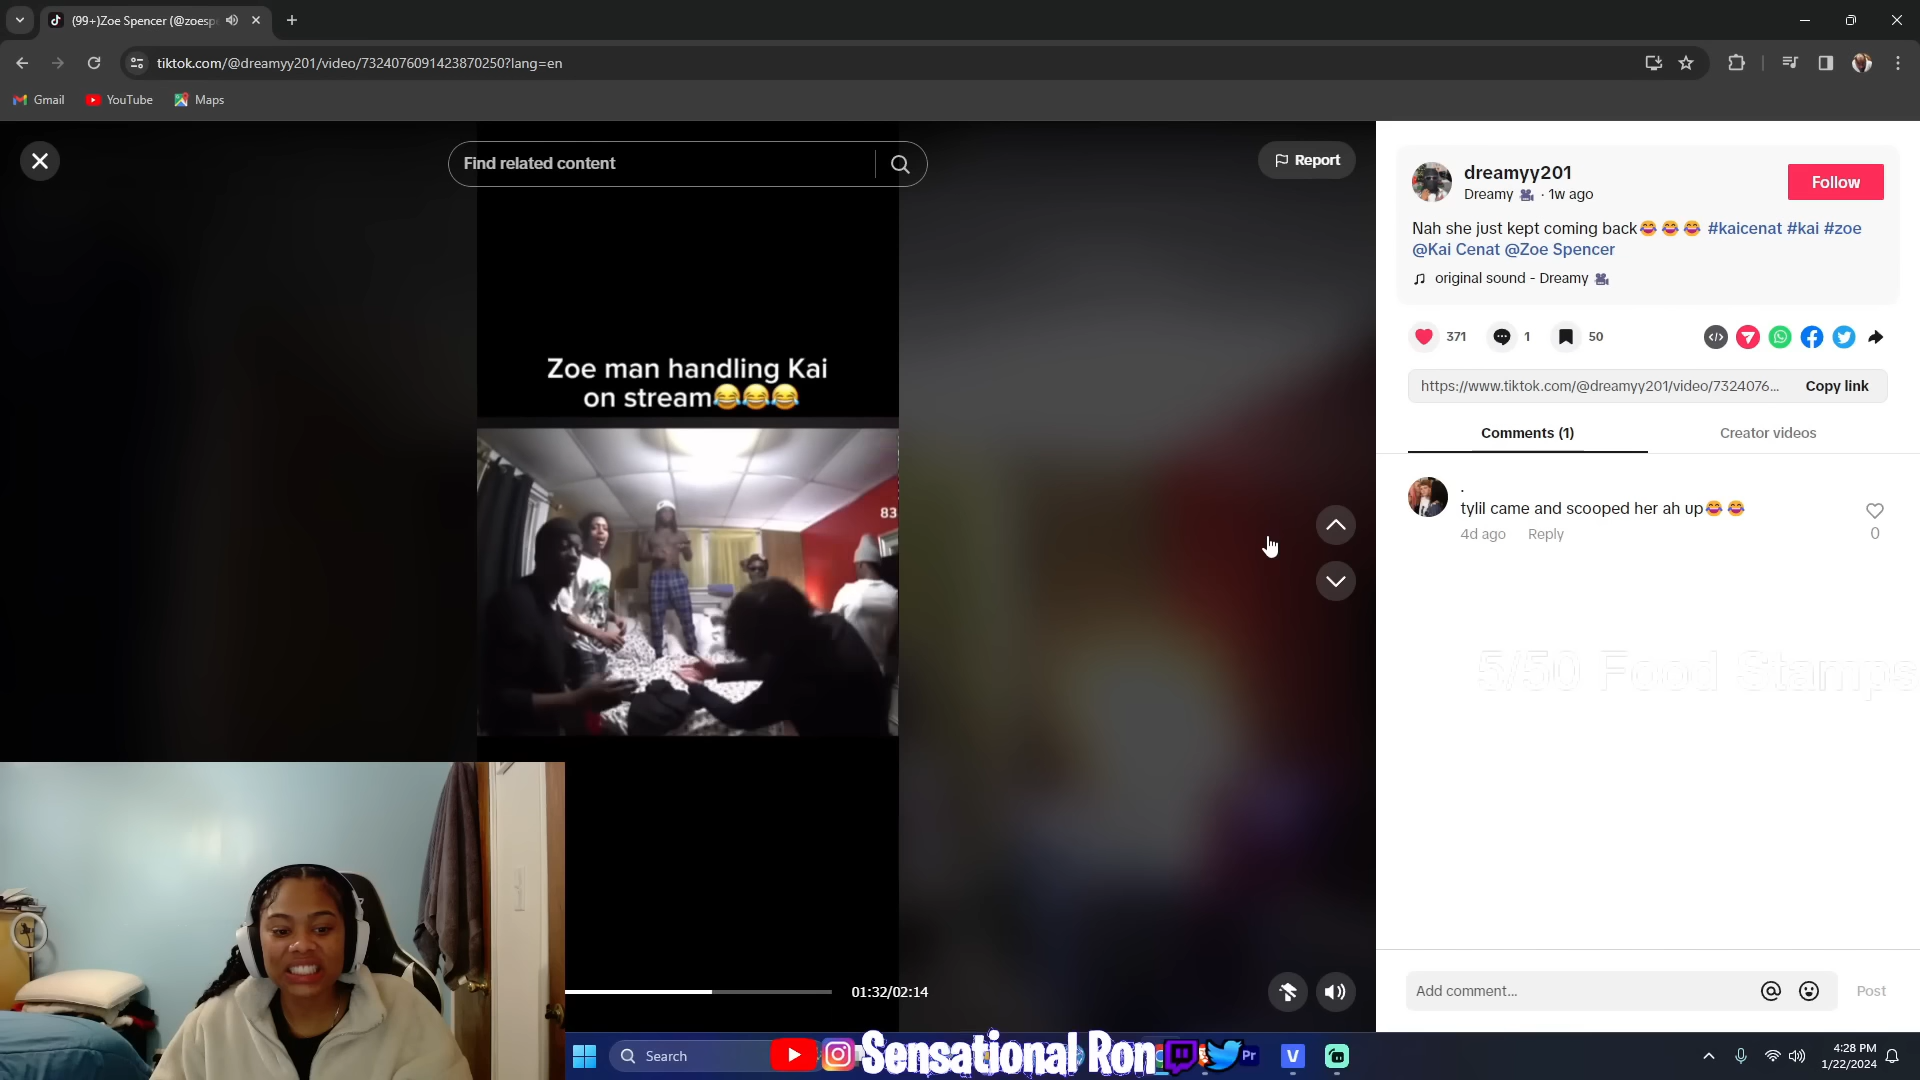 (99+)Zoe Spencer (@zoesp
tiktok.com/@dreamyy201/video/7324076091423870250?lang=en
Gmail YouTube Maps
Find related content
Report
Zoe man handling Kai
on stream😂😂😂
83
01:32/02:14
dreamyy201
Dreamy 🎥 · 1w ago
Follow
Nah she just kept coming back😂 😂 😂 #kaicenat #kai #zoe
@Kai Cenat @Zoe Spencer
original sound - Dreamy 🎥
371 1 50
https://www.tiktok.com/@dreamyy201/video/7324076... Copy link
Comments (1) Creator videos
.
tylil came and scooped her ah up😂 😂
4d ago Reply
0
5/50 Food Stamps
Add comment... Post
Search
Sensational Ron
Pr
V
4:28 PM
1/22/2024